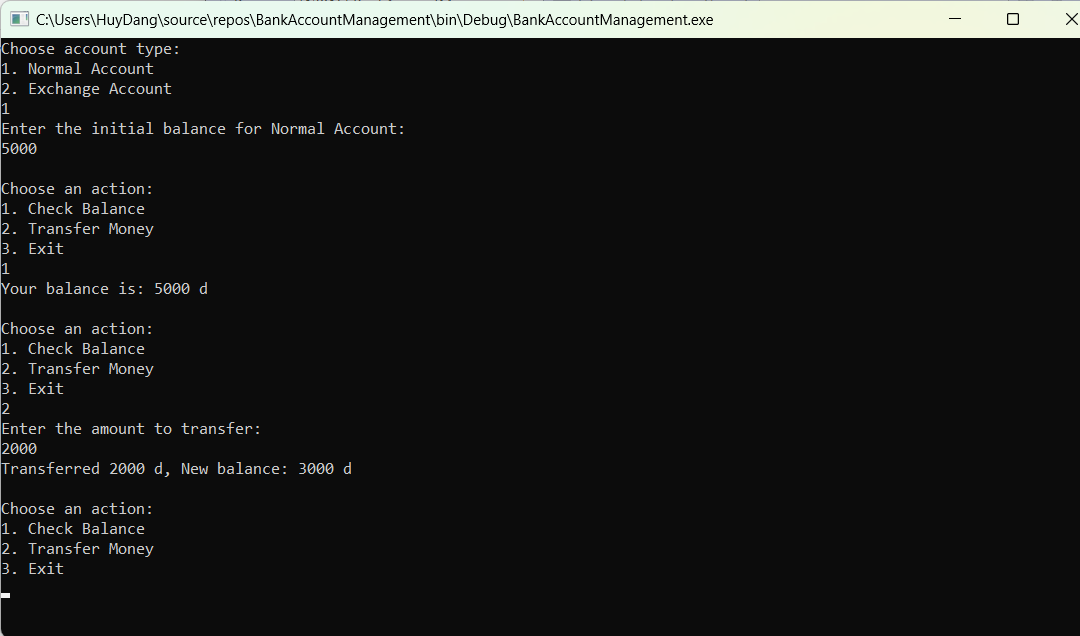 C:\Users\HuyDang\source\repos\BankAccountManagement\bin\Debug\BankAccountManagement.exe
Choose account type:
1. Normal Account
2. Exchange Account
1
Enter the initial balance for Normal Account:
5000
Choose an action:
1. Check Balance
2. Transfer Money
3. Exit
1
Your balance is: 5000 d
Choose an action:
1. Check Balance
2. Transfer Money
3. Exit
2
Enter the amount to transfer:
2000
Transferred 2000 d, New balance: 3000 d
Choose an action:
1. Check Balance
2. Transfer Money
3. Exit